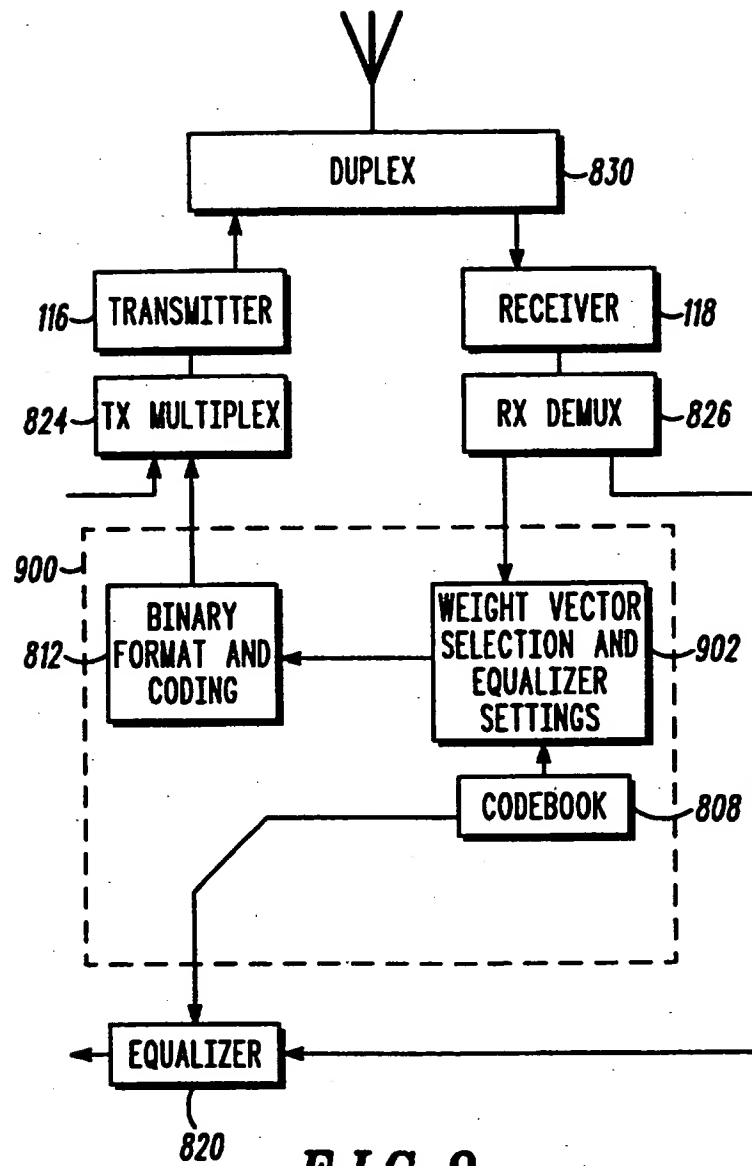 DUPLEX
830
116
TRANSMITTER
RECEIVER
118
824
TX MULTIPLEX
RX DEMUX
826
900
812
BINARY
FORMAT AND
CODING
WEIGHT VECTOR
SELECTION AND
EQUALIZER
SETTINGS
902
CODEBOOK
808
EQUALIZER
820